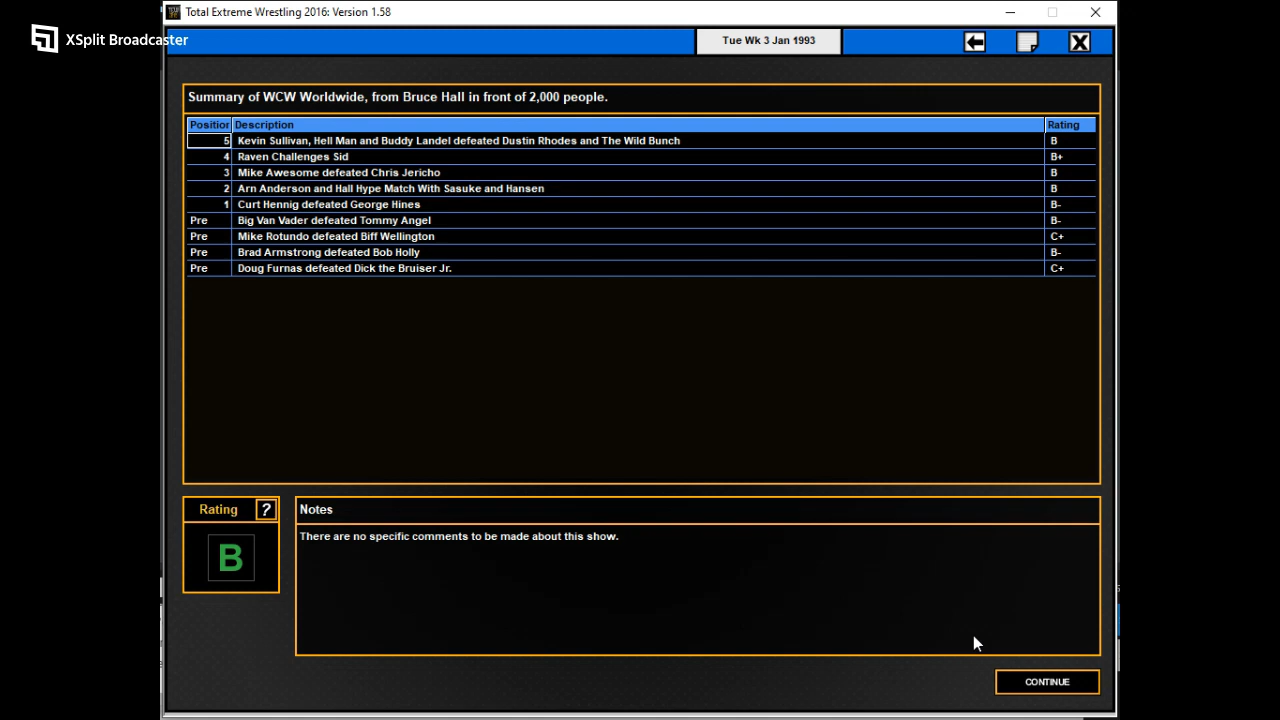 Total Extreme Wrestling 2016: Version 1.58
XSplit Broadcaster
Tue Wk 3 Jan 1993
Summary of WCW Worldwide, from Bruce Hall in front of 2,000 people.
Position Description Rating
5 Kevin Sullivan, Hell Man and Buddy Landel defeated Dustin Rhodes and The Wild Bunch B
4 Raven Challenges Sid B+
3 Mike Awesome defeated Chris Jericho B
2 Arn Anderson and Hall Hype Match With Sasuke and Hansen B
1 Curt Hennig defeated George Hines B-
Pre Big Van Vader defeated Tommy Angel B-
Pre Mike Rotundo defeated Biff Wellington C+
Pre Brad Armstrong defeated Bob Holly B-
Pre Doug Furnas defeated Dick the Bruiser Jr. C+
Rating ? Notes
There are no specific comments to be made about this show.
B
CONTINUE